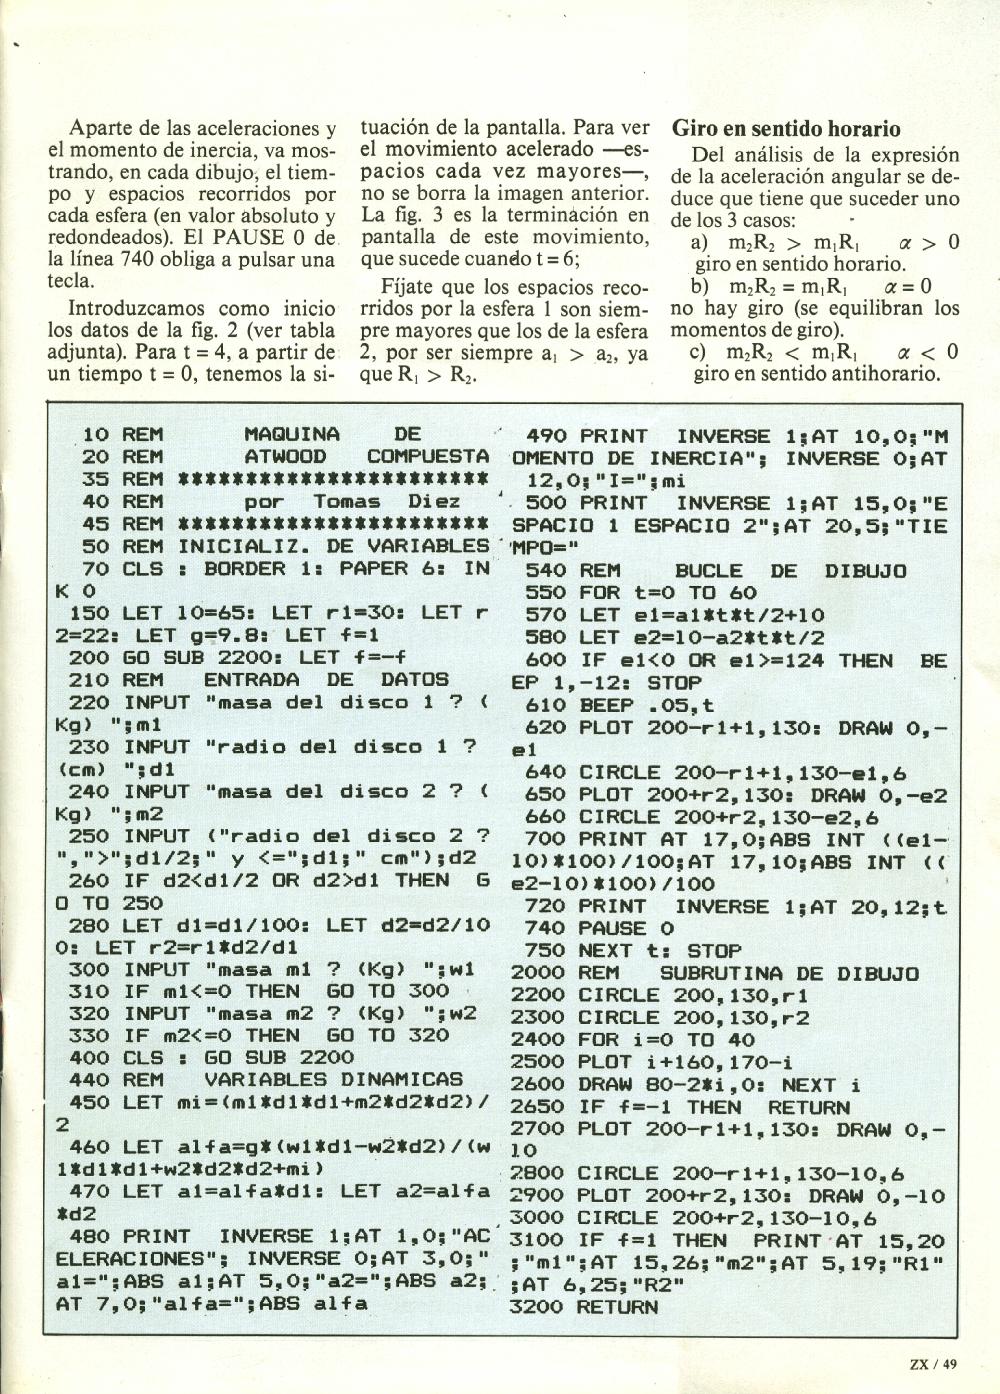 Aparte de las aceleraciones y
el momento de inercia, va mos-
trando, en cada dibujo, el tiem-
po y espacios recorridos por
cada esfera (en valor absoluto y
redondeados). El PAUSE 0 de
la línea 740 obliga a pulsar una
tecla.
Introduzcamos como inicio
los datos de la fig. 2 (ver tabla
adjunta). Para t = 4, a partir de
un tiempo t = 0, tenemos la si-
tuación de la pantalla. Para ver
el movimiento acelerado —es-
pacios cada vez mayores—,
no se borra la imagen anterior.
La fig. 3 es la terminación en
pantalla de este movimiento,
que sucede cuando t = 6;
Fíjate que los espacios reco-
rridos por la esfera 1 son siem-
pre mayores que los de la esfera
2, por ser siempre a₁ > a₂, ya
que R₁ > R₂.
Giro en sentido horario
Del análisis de la expresión
de la aceleración angular se de-
duce que tiene que suceder uno
de los 3 casos:
a) m₂R₂ > m₁R₁ α > 0
giro en sentido horario.
b) m₂R₂ = m₁R₁ α = 0
no hay giro (se equilibran los
momentos de giro).
c) m₂R₂ < m₁R₁ α < 0
giro en sentido antihorario.
10 REM MAQUINA DE
20 REM ATWOOD COMPUESTA
35 REM ***********************
40 REM por Tomas Diez
45 REM ***********************
50 REM INICIALIZ. DE VARIABLES
70 CLS : BORDER 1: PAPER 6: IN
K 0
150 LET l0=65: LET r1=30: LET r
2=22: LET g=9.8: LET f=1
200 GO SUB 2200: LET f=-f
210 REM ENTRADA DE DATOS
220 INPUT "masa del disco 1 ? (
Kg) ";m1
230 INPUT "radio del disco 1 ?
(cm) ";d1
240 INPUT "masa del disco 2 ? (
Kg) ";m2
250 INPUT ("radio del disco 2 ?
",">";d1/2;" y <=";d1;" cm");d2
260 IF d2<d1/2 OR d2>d1 THEN G
O TO 250
280 LET d1=d1/100: LET d2=d2/10
0: LET r2=r1*d2/d1
300 INPUT "masa m1 ? (Kg) ";w1
310 IF m1<=0 THEN GO TO 300
320 INPUT "masa m2 ? (Kg) ";w2
330 IF m2<=0 THEN GO TO 320
400 CLS : GO SUB 2200
440 REM VARIABLES DINAMICAS
450 LET mi=(m1*d1*d1+m2*d2*d2)/
2
460 LET alfa=g*(w1*d1-w2*d2)/(w
1*d1*d1+w2*d2*d2+mi)
470 LET a1=alfa*d1: LET a2=alfa
*d2
480 PRINT INVERSE 1;AT 1,0;"AC
ELERACIONES"; INVERSE 0;AT 3,0;"
a1=";ABS a1;AT 5,0;"a2=";ABS a2;
AT 7,0;"alfa=";ABS alfa
490 PRINT INVERSE 1;AT 10,0;"M
OMENTO DE INERCIA"; INVERSE 0;AT
12,0;"I=";mi
500 PRINT INVERSE 1;AT 15,0;"E
SPACIO 1 ESPACIO 2";AT 20,5;"TIE
MPO="
540 REM BUCLE DE DIBUJO
550 FOR t=0 TO 60
570 LET e1=a1*t*t/2+l0
580 LET e2=l0-a2*t*t/2
600 IF e1<0 OR e1>=124 THEN BE
EP 1,-12: STOP
610 BEEP .05,t
620 PLOT 200-r1+1,130: DRAW 0,-
e1
640 CIRCLE 200-r1+1,130-e1,6
650 PLOT 200+r2,130: DRAW 0,-e2
660 CIRCLE 200+r2,130-e2,6
700 PRINT AT 17,0;ABS INT ((e1-
l0)*100)/100;AT 17,10;ABS INT ((
e2-l0)*100)/100
720 PRINT INVERSE 1;AT 20,12;t
740 PAUSE 0
750 NEXT t: STOP
2000 REM SUBRUTINA DE DIBUJO
2200 CIRCLE 200,130,r1
2300 CIRCLE 200,130,r2
2400 FOR i=0 TO 40
2500 PLOT i+160,170-i
2600 DRAW 80-2*i,0: NEXT i
2650 IF f=-1 THEN RETURN
2700 PLOT 200-r1+1,130: DRAW 0,-
l0
2800 CIRCLE 200-r1+1,130-l0,6
2900 PLOT 200+r2,130: DRAW 0,-l0
3000 CIRCLE 200+r2,130-l0,6
3100 IF f=1 THEN PRINT AT 15,20
;"m1";AT 15,26;"m2";AT 5,19;"R1"
;AT 6,25;"R2"
3200 RETURN
ZX / 49